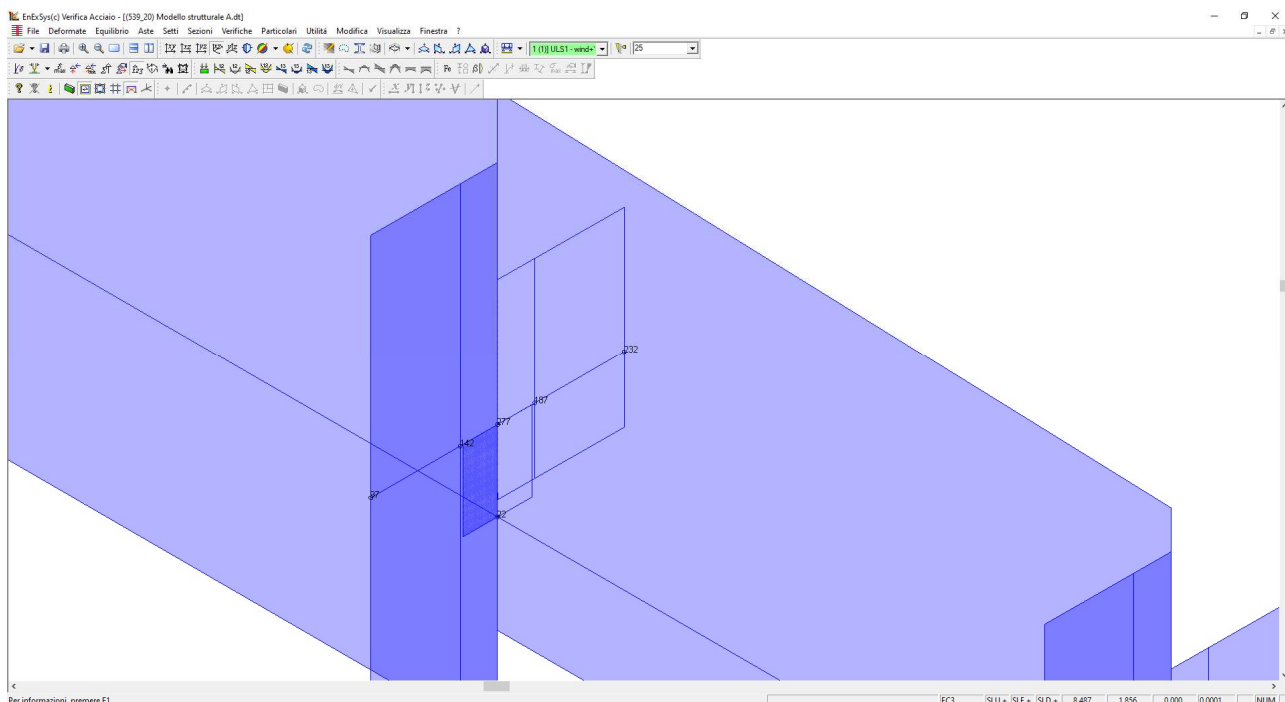 EnExSys(c) Verifica Acciaio - [(539_20) Modello strutturale A.dt]
File Deformate Equilibrio Aste Setti Sezioni Verifiche Particolari Utilità Modifica Visualizza Finestra ?
1 (1)| ULS1 - wind+ 25
232
187
277
142
97
22
Per informazioni, premere F1 EC3 SLU + SLE + SLD + 8.487 1.856 0.000 0.0001 NUM